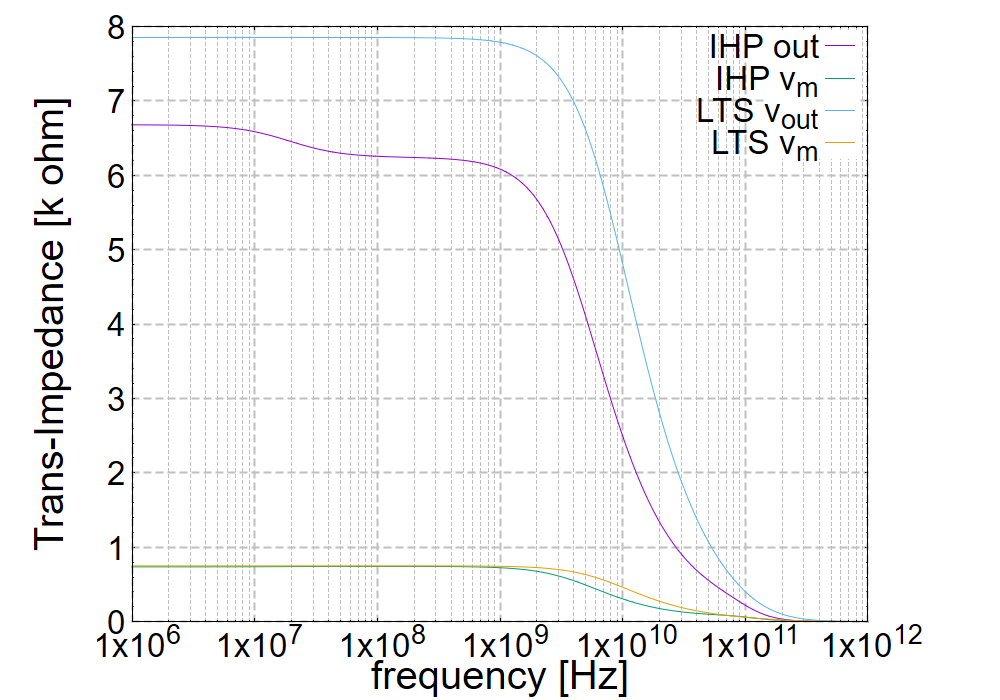 8
7
6
5
4
3
2
1
0
Trans-Impedance [k ohm]
IHP out
IHP vm
LTS vout
LTS vm
1x10^6 1x10^7 1x10^8 1x10^9 1x10^10 1x10^11 1x10^12
frequency [Hz]